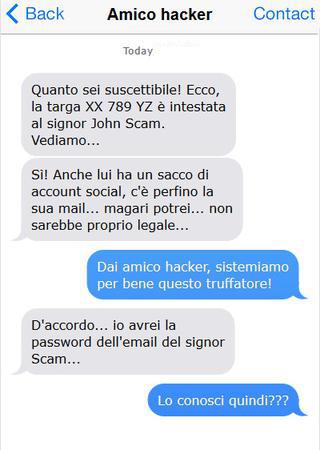 Back Amico hacker Contact
Today
Quanto sei suscettibile! Ecco,
la targa XX 789 YZ è intestata
al signor John Scam.
Vediamo...
Si! Anche lui ha un sacco di
account social, c'è perfino la
sua mail... magari potrei... non
sarebbe proprio legale...
Dai amico hacker, sistemiamo
per bene questo truffatore!
D'accordo... io avrei la
password dell'email del signor
Scam...
Lo conosci quindi???